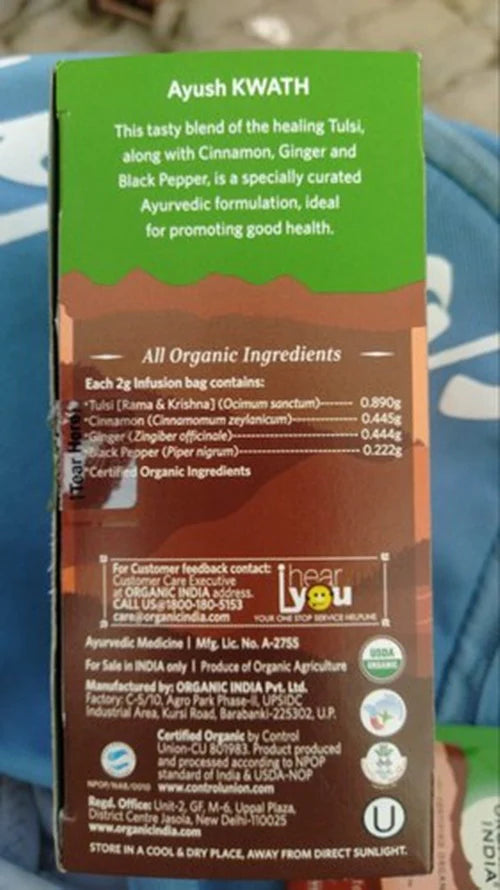 Ayush KWATH
This tasty blend of the healing Tulsi,
along with Cinnamon, Ginger and
Black Pepper, is a specially curated
Ayurvedic formulation, ideal
for promoting good health.
All Organic Ingredients
Each 2g Infusion bag contains:
*Tulsi [Rama & Krishna] (Ocimum sanctum) 0.890g
*Cinnamon (Cinnamomum zeylanicum) 0.445g
*Ginger (Zingiber officinale) 0.444g
*Black Pepper (Piper nigrum) 0.222g
*Certified Organic Ingredients
(Tear Here)
For Customer feedback contact:
Customer Care Executive
at ORGANIC INDIA address.
CALL US@1800-180-5153
care@organicindia.com
I hear
you
YOUR ONE STOP SERVICE HELPLINE
Ayurvedic Medicine | Mfg. Lic. No. A-2755
For Sale in INDIA only | Produce of Organic Agriculture
USDA
ORGANIC
Manufactured by: ORGANIC INDIA Pvt. Ltd.
Factory: C-5/10, Agro Park Phase-II, UPSIDC
Industrial Area, Kursi Road, Barabanki-225302, U.P.
Certified Organic by Control
Union-CU 801983. Product produced
and processed according to NPOP
standard of India & USDA-NOP
www.controlunion.com
Regd. Office: Unit-2, GF, M-6, Uppal Plaza,
District Centre Jasola, New Delhi-110025
www.organicindia.com
U
STORE IN A COOL & DRY PLACE, AWAY FROM DIRECT SUNLIGHT.
INDIA